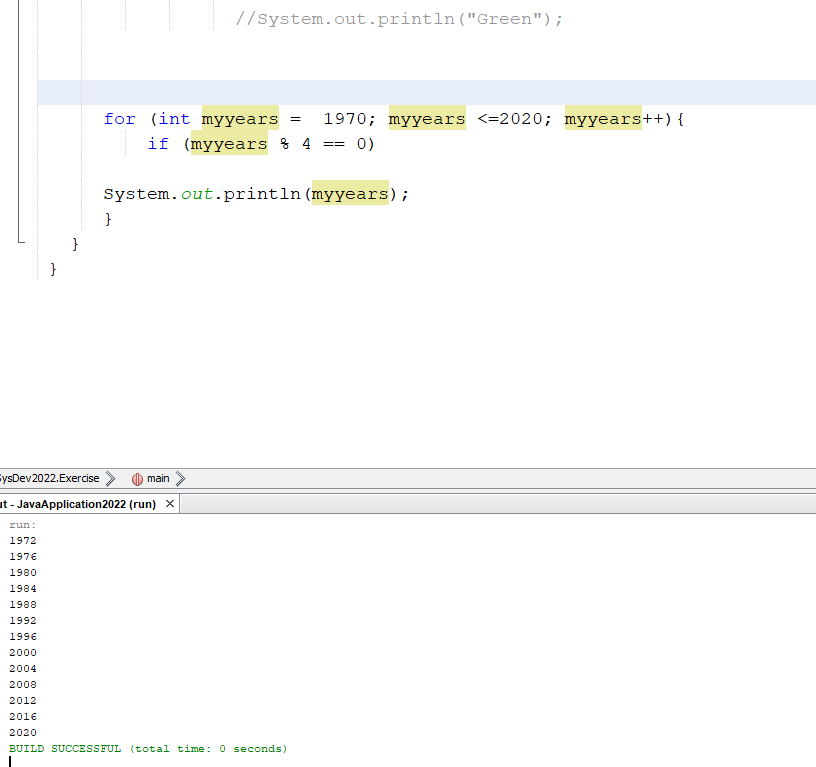 //System.out.println("Green");
for (int myyears =  1970; myyears <=2020; myyears++){
if (myyears % 4 == 0)
System.out.println(myyears);
}
}
}
SysDev2022.Exercise main
ut - JavaApplication2022 (run) ×
run:
1972
1976
1980
1984
1988
1992
1996
2000
2004
2008
2012
2016
2020
BUILD SUCCESSFUL (total time: 0 seconds)